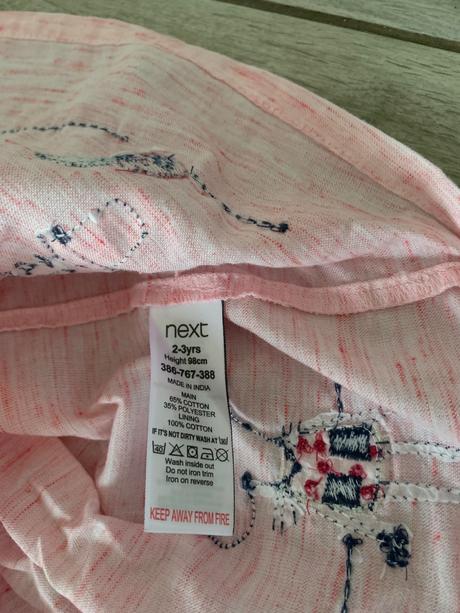 next
2-3yrs
Height 98cm
386-767-388
MADE IN INDIA
MAIN
65% COTTON
35% POLYESTER
LINING
100% COTTON
IF IT'S NOT DIRTY WASH AT 30°
40
Wash inside out
Do not iron trim
Iron on reverse
KEEP AWAY FROM FIRE